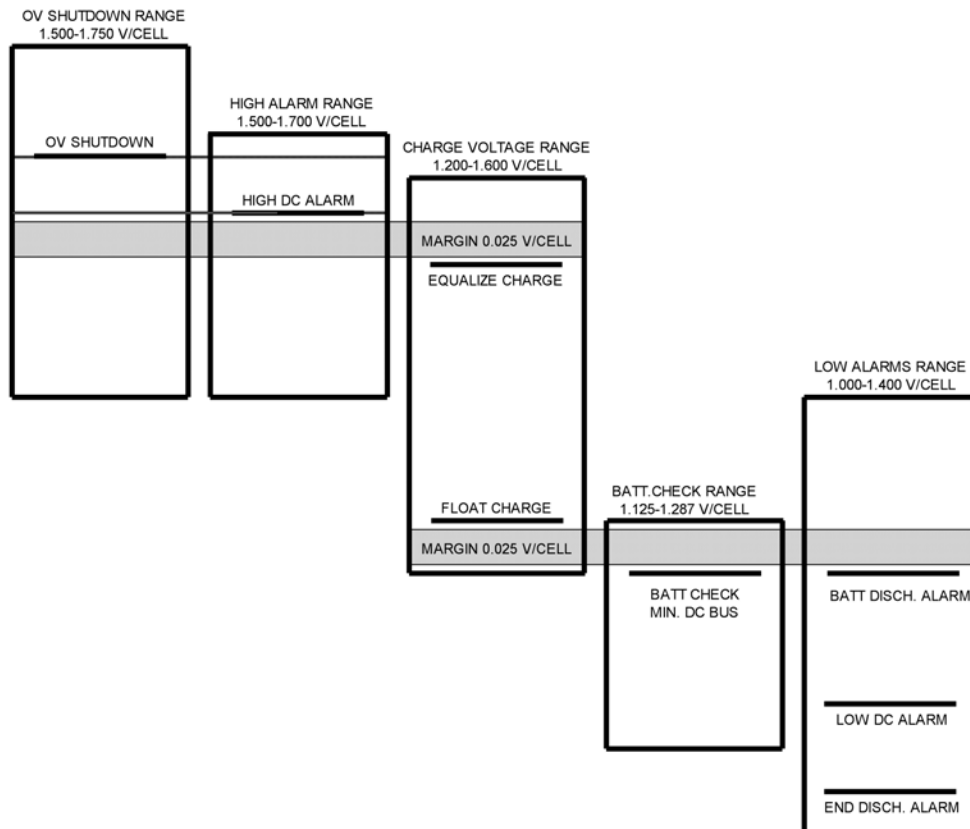 OV SHUTDOWN RANGE
1.500-1.750 V/CELL
OV SHUTDOWN
HIGH ALARM RANGE
1.500-1.700 V/CELL
HIGH DC ALARM
CHARGE VOLTAGE RANGE
1.200-1.600 V/CELL
MARGIN 0.025 V/CELL
EQUALIZE CHARGE
FLOAT CHARGE
MARGIN 0.025 V/CELL
BATT.CHECK RANGE
1.125-1.287 V/CELL
BATT CHECK
MIN. DC BUS
LOW ALARMS RANGE
1.000-1.400 V/CELL
BATT DISCH. ALARM
LOW DC ALARM
END DISCH. ALARM